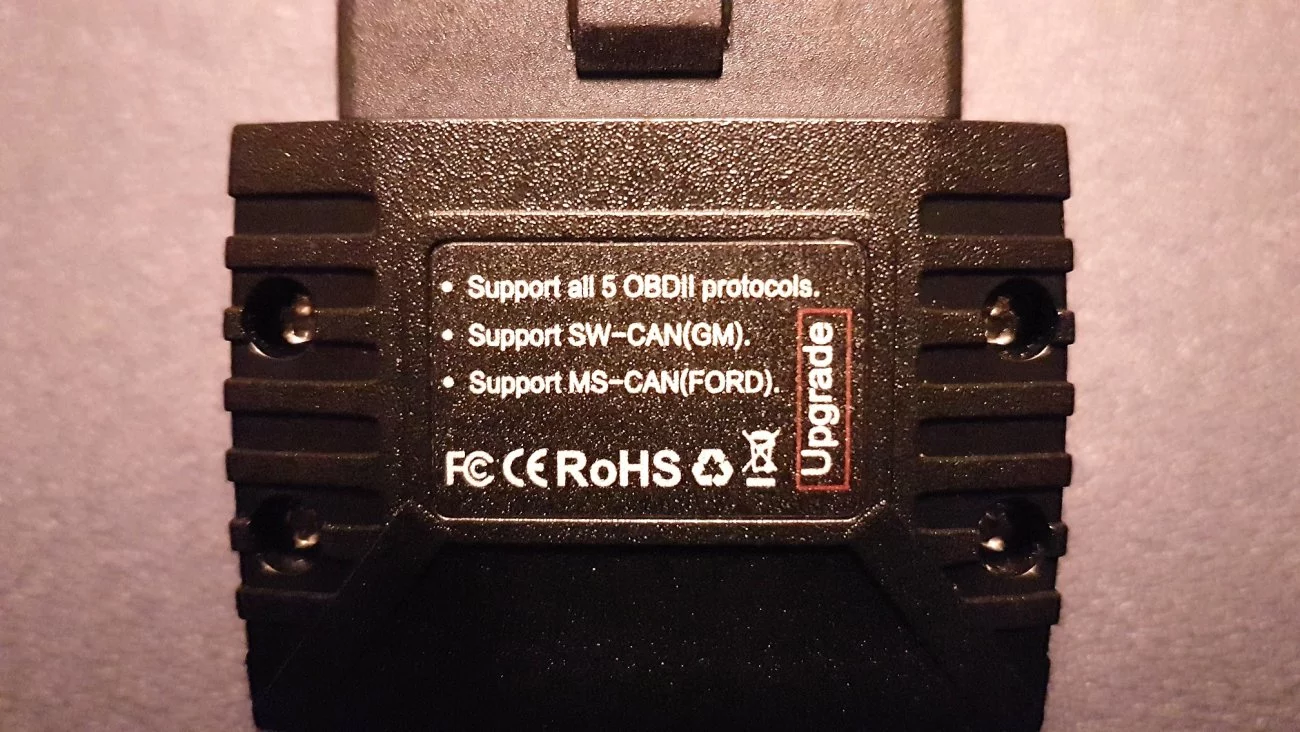 • Support all 5 OBDII protocols.
• Support SW-CAN(GM).
• Support MS-CAN(FORD).
Upgrade
FC CE RoHS